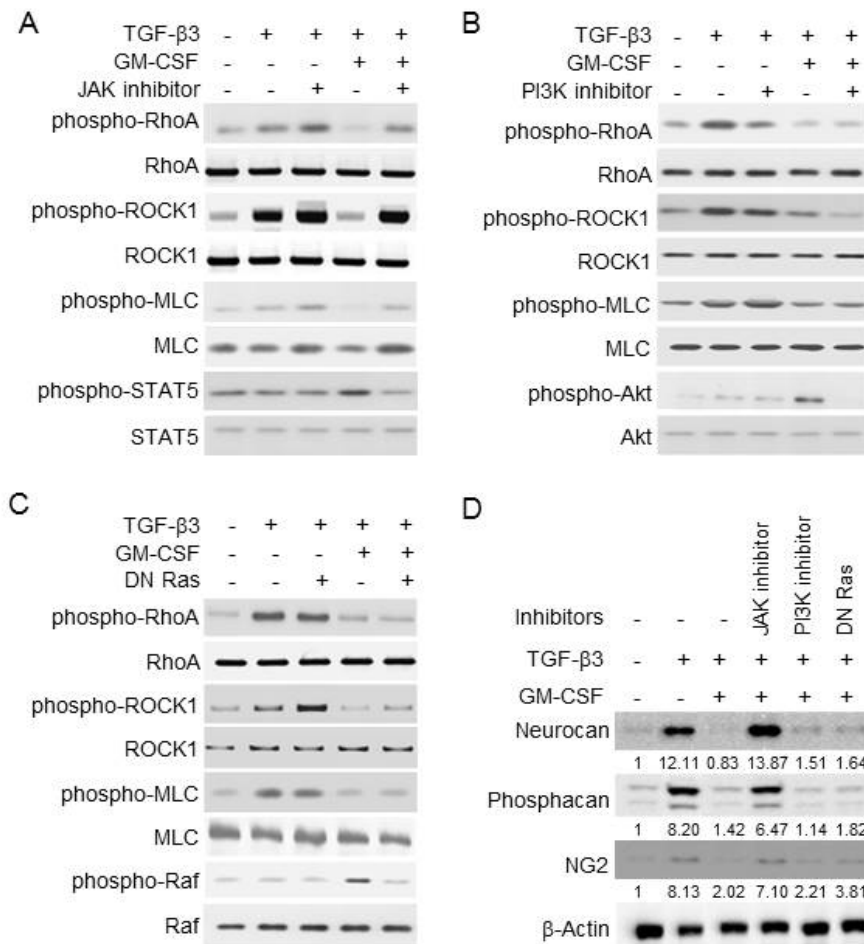 A
TGF-β3 - + + + +
GM-CSF - - - + +
JAK inhibitor - - + - +
phospho-RhoA
RhoA
phospho-ROCK1
ROCK1
phospho-MLC
MLC
phospho-STAT5
STAT5
B
TGF-β3 - + + + +
GM-CSF - - - + +
PI3K inhibitor - - + - +
phospho-RhoA
RhoA
phospho-ROCK1
ROCK1
phospho-MLC
MLC
phospho-Akt
Akt
C
TGF-β3 - + + + +
GM-CSF - - - + +
DN Ras - - + - +
phospho-RhoA
RhoA
phospho-ROCK1
ROCK1
phospho-MLC
MLC
phospho-Raf
Raf
D
Inhibitors - - - JAK inhibitor PI3K inhibitor DN Ras
TGF-β3 - + + + + +
GM-CSF - - + + + +
Neurocan
1 12.11 0.83 13.87 1.51 1.64
Phosphacan
1 8.20 1.42 6.47 1.14 1.82
NG2
1 8.13 2.02 7.10 2.21 3.81
β-Actin